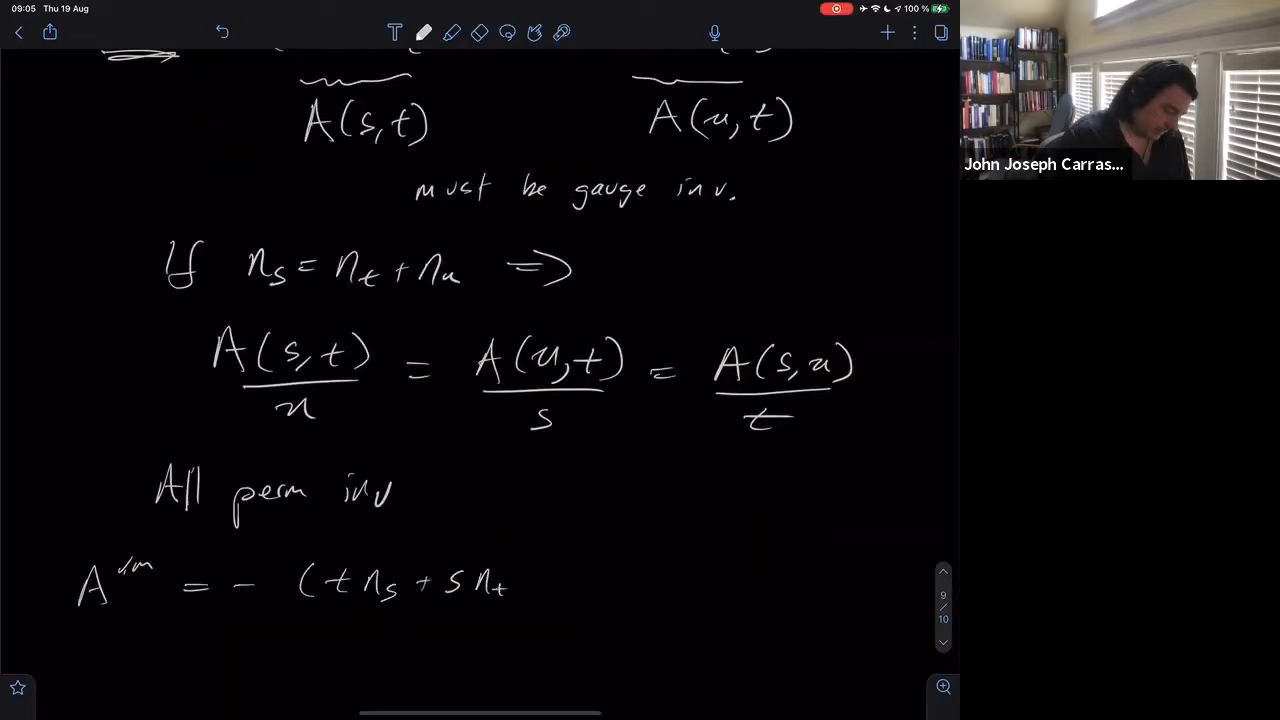 09:05 Thu 19 Aug
100 %
A(s,t) A(u,t)
must be gauge inv.
If n_s = n_t + n_u ⇒
A(s,t)/u = A(u,t)/s = A(s,u)/t
All perm inv
A = - (t n_s + s n_t
9
/
10
John Joseph Carras...